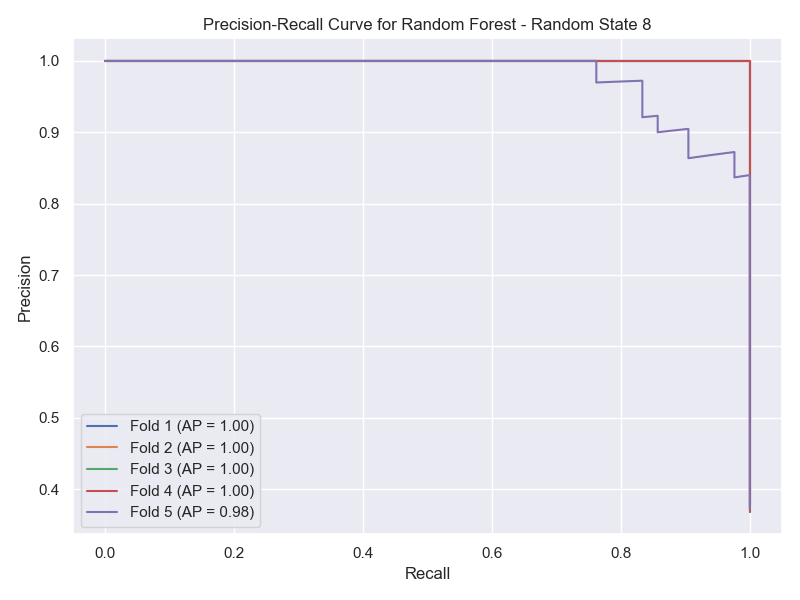 Precision-Recall Curve for Random Forest - Random State 8
1.0
0.9
0.8
0.7
0.6
0.5
0.4
Precision
Fold 1 (AP = 1.00)
Fold 2 (AP = 1.00)
Fold 3 (AP = 1.00)
Fold 4 (AP = 1.00)
Fold 5 (AP = 0.98)
0.0 0.2 0.4 0.6 0.8 1.0
Recall